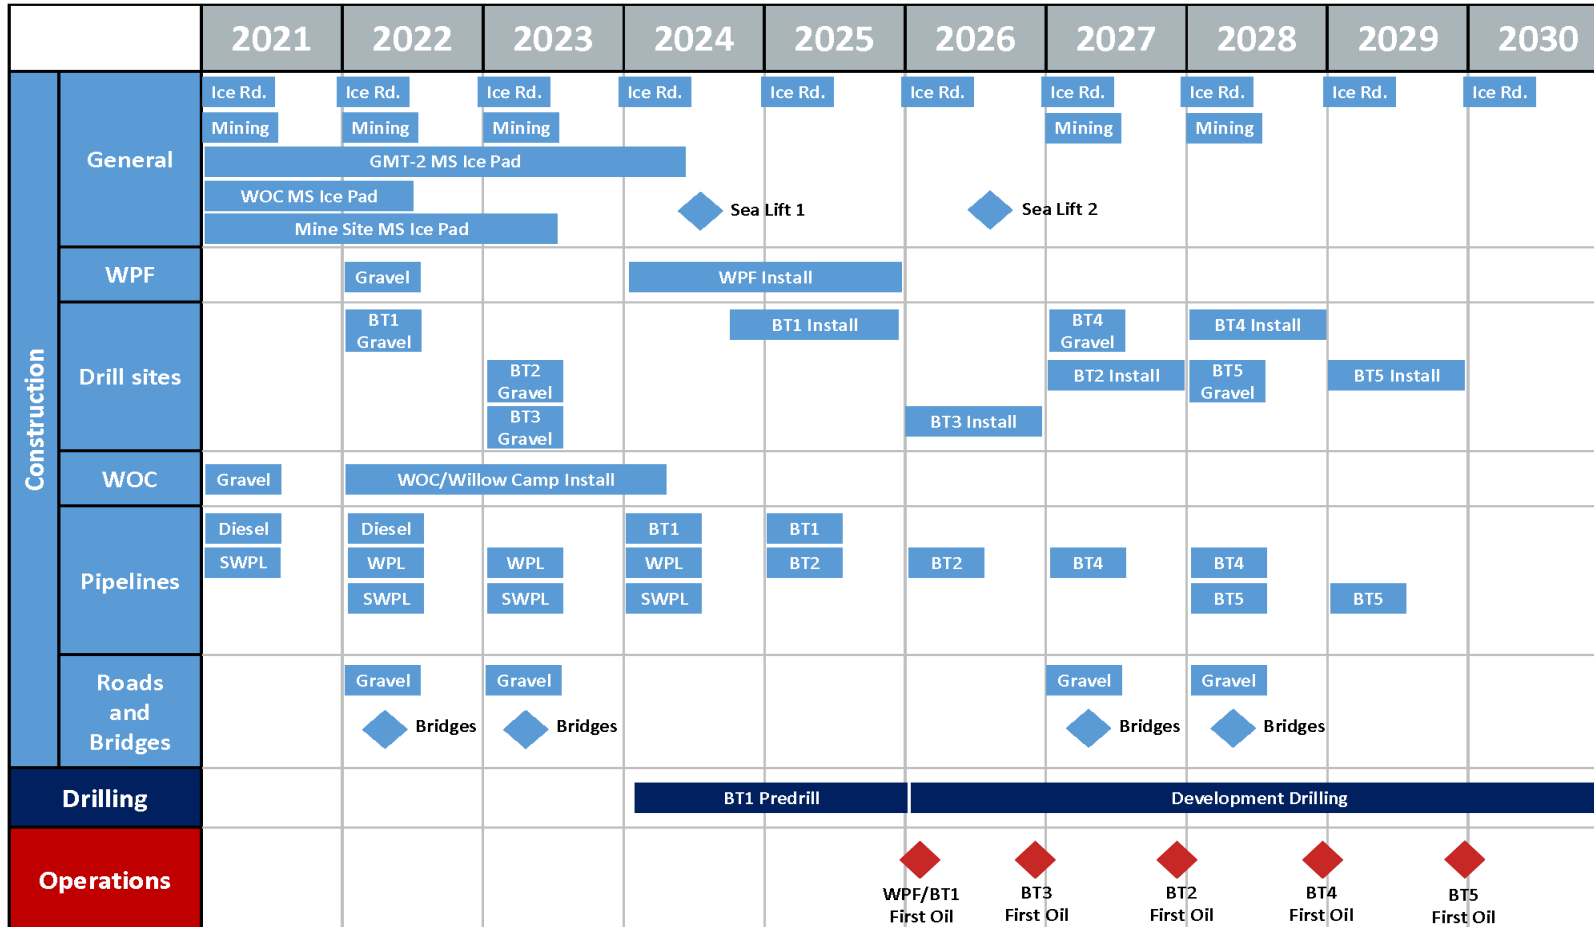 2021 2022 2023 2024 2025 2026 2027 2028 2029 2030
Construction
General
Ice Rd. Ice Rd. Ice Rd. Ice Rd. Ice Rd. Ice Rd. Ice Rd. Ice Rd. Ice Rd. Ice Rd.
Mining Mining Mining Mining Mining
GMT-2 MS Ice Pad
WOC MS Ice Pad
Sea Lift 1 Sea Lift 2
Mine Site MS Ice Pad
WPF
Gravel WPF Install
Drill sites
BT1
Gravel
BT1 Install
BT4
Gravel
BT4 Install
BT2
Gravel
BT2 Install
BT5
Gravel
BT5 Install
BT3
Gravel
BT3 Install
WOC
Gravel WOC/Willow Camp Install
Pipelines
Diesel Diesel BT1 BT1
SWPL WPL WPL WPL BT2 BT2 BT4 BT4
SWPL SWPL SWPL BT5 BT5
Roads
and
Bridges
Gravel Gravel Gravel Gravel
Bridges Bridges Bridges Bridges
Drilling
BT1 Predrill Development Drilling
Operations
WPF/BT1
First Oil
BT3
First Oil
BT2
First Oil
BT4
First Oil
BT5
First Oil